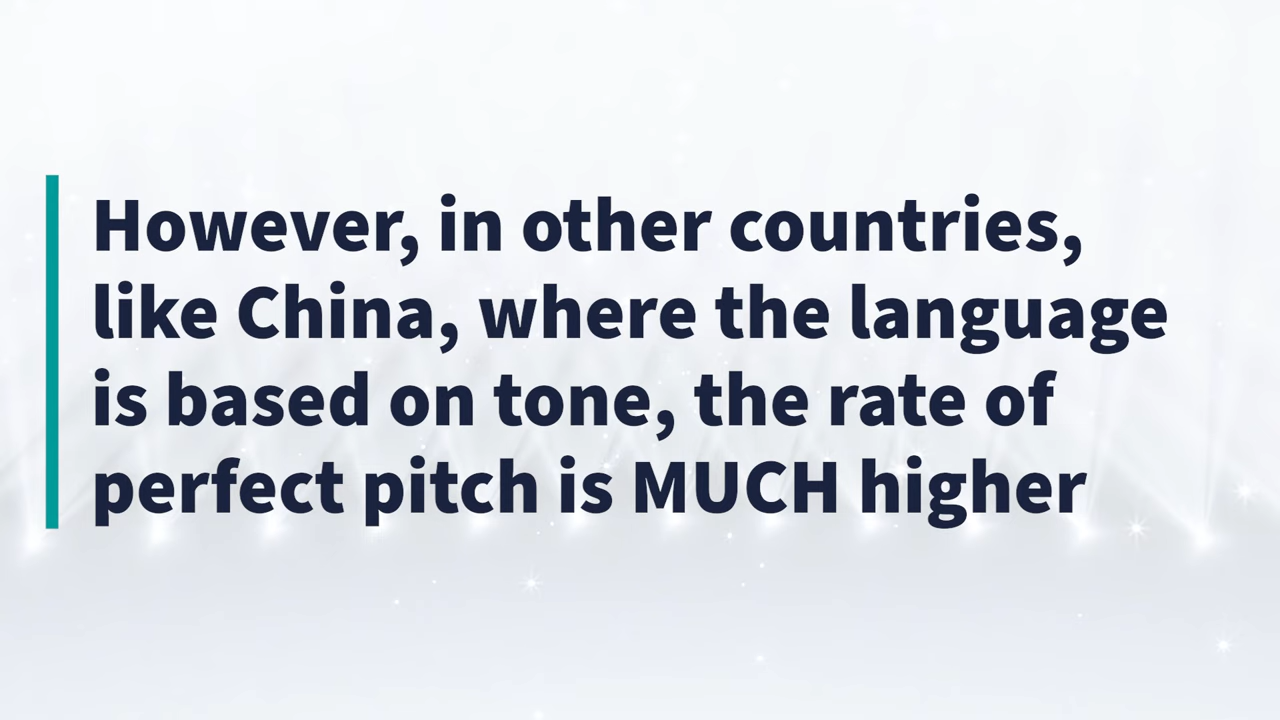 However, in other countries,
like China, where the language
is based on tone, the rate of
perfect pitch is MUCH higher